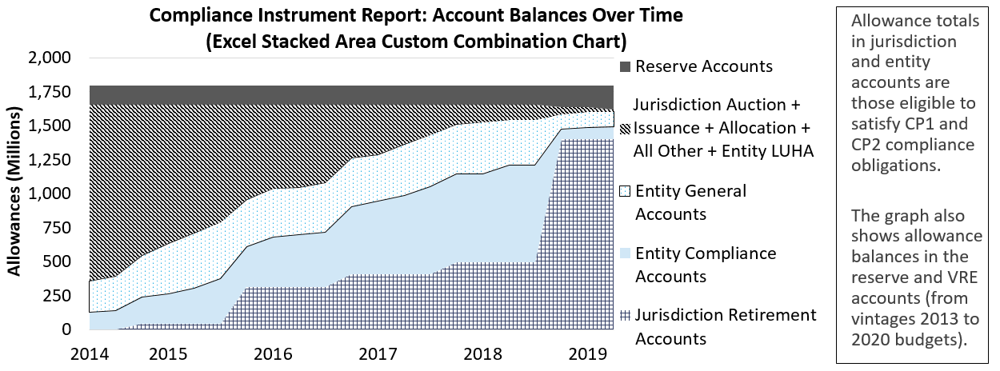 Compliance Instrument Report: Account Balances Over Time
(Excel Stacked Area Custom Combination Chart)
Allowances (Millions)
2,000
1,750
1,500
1,250
1,000
750
500
250
0
2014
2015
2016
2017
2018
2019
Reserve Accounts
Jurisdiction Auction +
Issuance + Allocation +
All Other + Entity LUHA
Entity General
Accounts
Entity Compliance
Accounts
Jurisdiction Retirement
Accounts
Allowance totals
in jurisdiction
and entity
accounts are
those eligible to
satisfy CP1 and
CP2 compliance
obligations.
The graph also
shows allowance
balances in the
reserve and VRE
accounts (from
vintages 2013 to
2020 budgets).